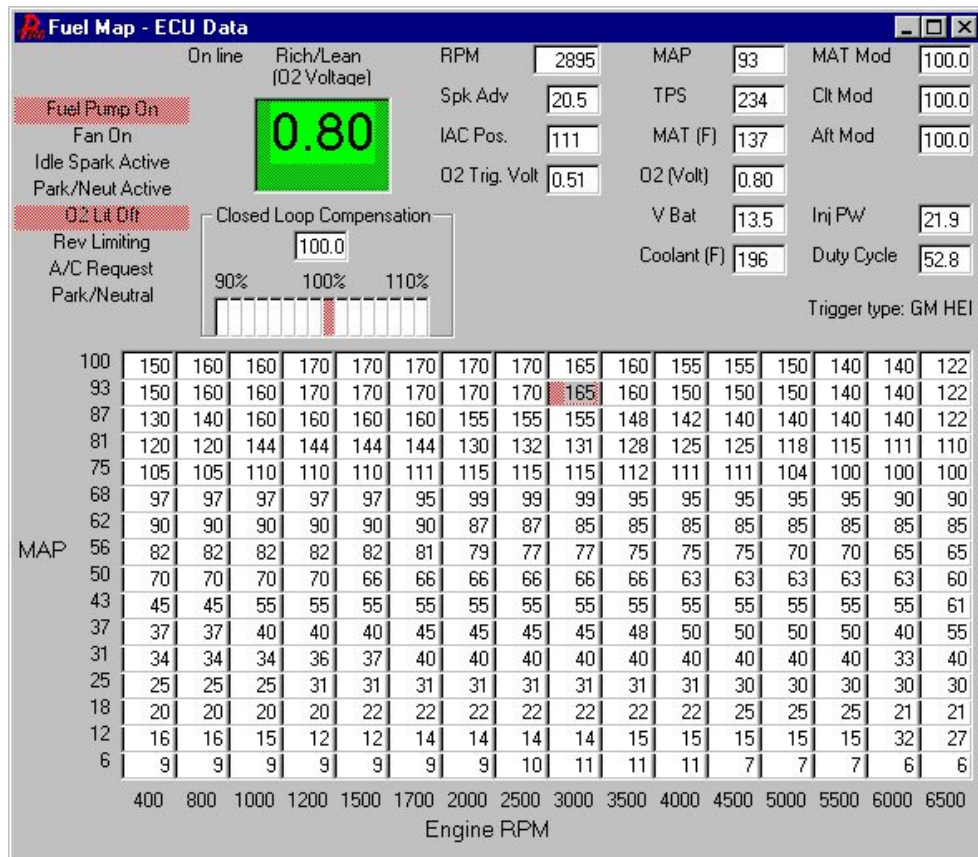 Fuel Map - ECU Data
On line Rich/Lean RPM 2895 MAP 93 MAT Mod 100.0
(O2 Voltage)
Fuel Pump On 0.80 Spk Adv 20.5 TPS 234 Clt Mod 100.0
Fan On IAC Pos. 111 MAT (F) 137 Aft Mod 100.0
Idle Spark Active
Park/Neut Active O2 Trig. Volt 0.51 O2 (Volt) 0.80
O2 Lit Oft Closed Loop Compensation V Bat 13.5 Inj PW 21.9
Rev Limiting 100.0
A/C Request Coolant (F) 196 Duty Cycle 52.8
Park/Neutral 90% 100% 110%
Trigger type: GM HEI
100 150 160 160 170 170 170 170 170 165 160 155 155 150 140 140 122
93 150 160 160 170 170 170 170 170 165 160 150 150 150 140 140 122
87 130 140 160 160 160 160 155 155 155 148 142 140 140 140 140 122
81 120 120 144 144 144 144 130 132 131 128 125 125 118 115 111 110
75 105 105 110 110 110 111 115 115 115 112 111 111 104 100 100 100
68 97 97 97 97 97 95 99 99 99 95 95 95 95 95 90 90
62 90 90 90 90 90 90 87 87 85 85 85 85 85 85 85 85
MAP 56 82 82 82 82 82 81 79 77 77 75 75 75 70 70 65 65
50 70 70 70 70 66 66 66 66 66 66 63 63 63 63 63 60
43 45 45 55 55 55 55 55 55 55 55 55 55 55 55 55 61
37 37 37 40 40 40 45 45 45 45 48 50 50 50 50 40 55
31 34 34 34 36 37 40 40 40 40 40 40 40 40 40 33 40
25 25 25 25 31 31 31 31 31 31 31 31 30 30 30 30 30
18 20 20 20 20 22 22 22 22 22 22 22 25 25 25 21 21
12 16 16 15 12 12 14 14 14 14 15 15 15 15 15 32 27
6 9 9 9 9 9 9 9 10 11 11 11 7 7 7 6 6
400 800 1000 1200 1500 1700 2000 2500 3000 3500 4000 4500 5000 5500 6000 6500
Engine RPM